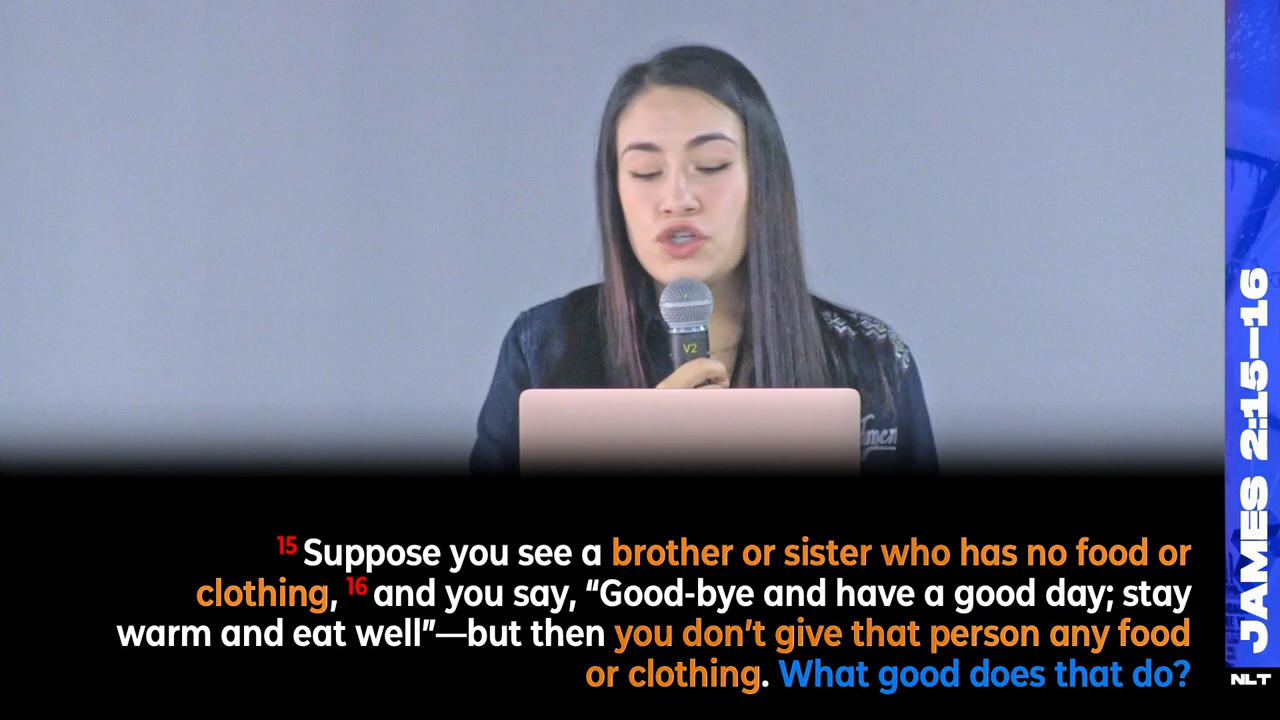 V2
15 Suppose you see a brother or sister who has no food or
clothing, 16 and you say, “Good-bye and have a good day; stay
warm and eat well”—but then you don’t give that person any food
or clothing. What good does that do?
JAMES 2:15–16
NLT